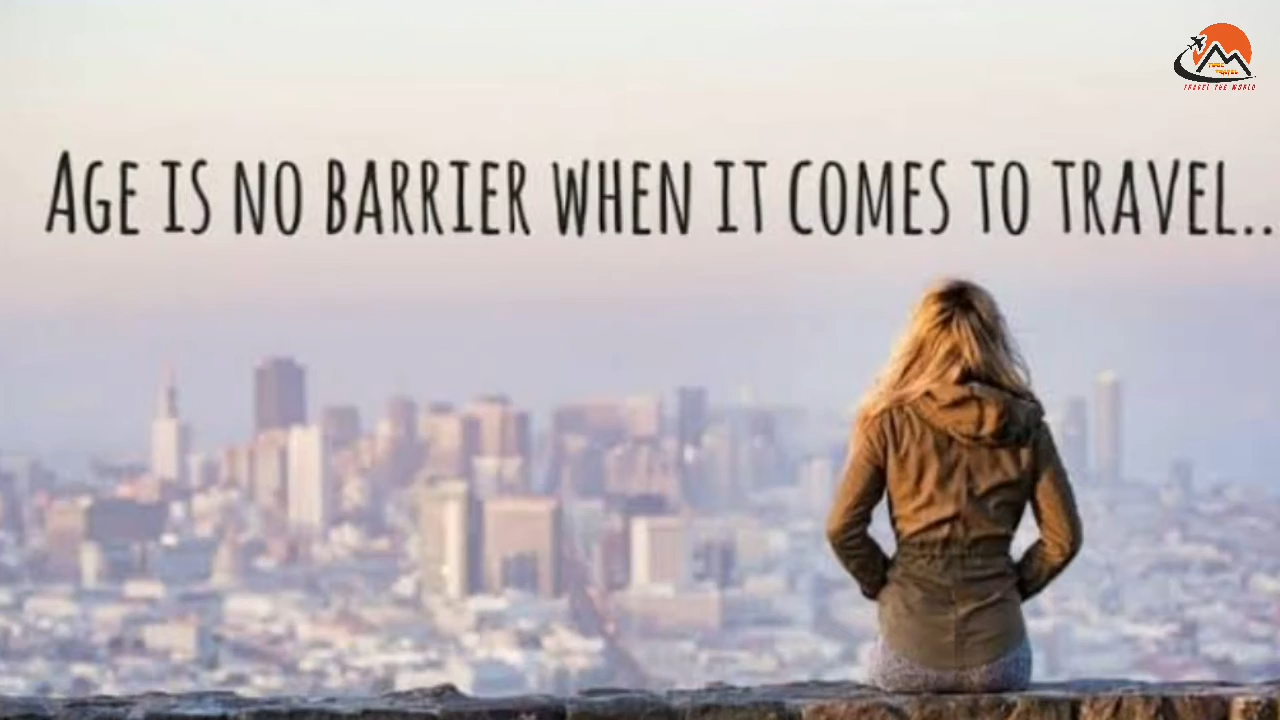 AGE IS NO BARRIER WHEN IT COMES TO TRAVEL..
TRAVEL THE WORLD